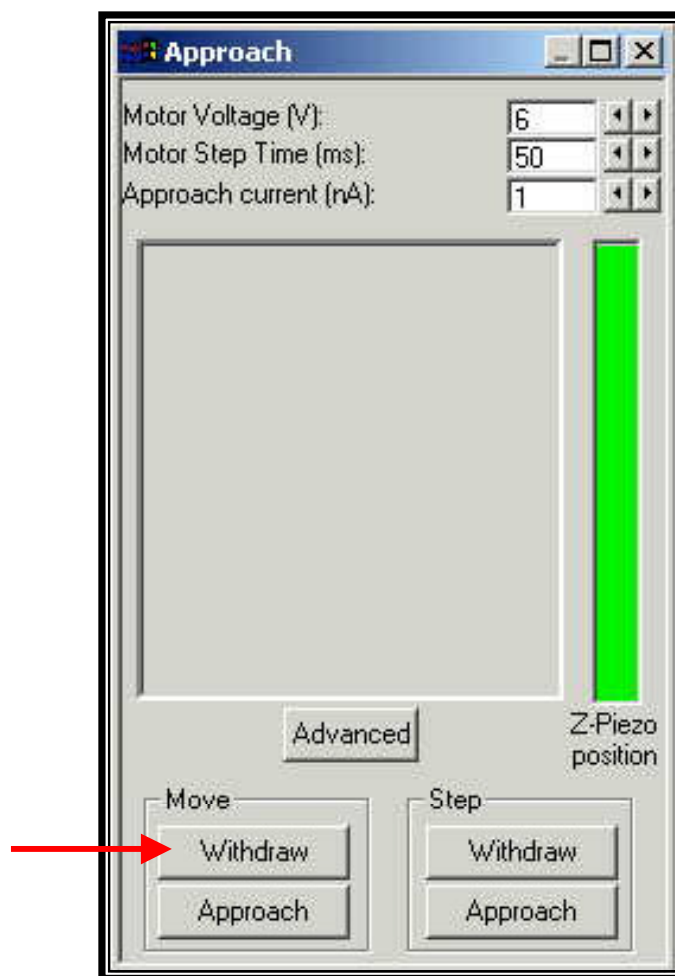 Approach
Motor Voltage (V): 6
Motor Step Time (ms): 50
Approach current (nA): 1
Advanced
Z-Piezo
position
Move
Withdraw
Approach
Step
Withdraw
Approach